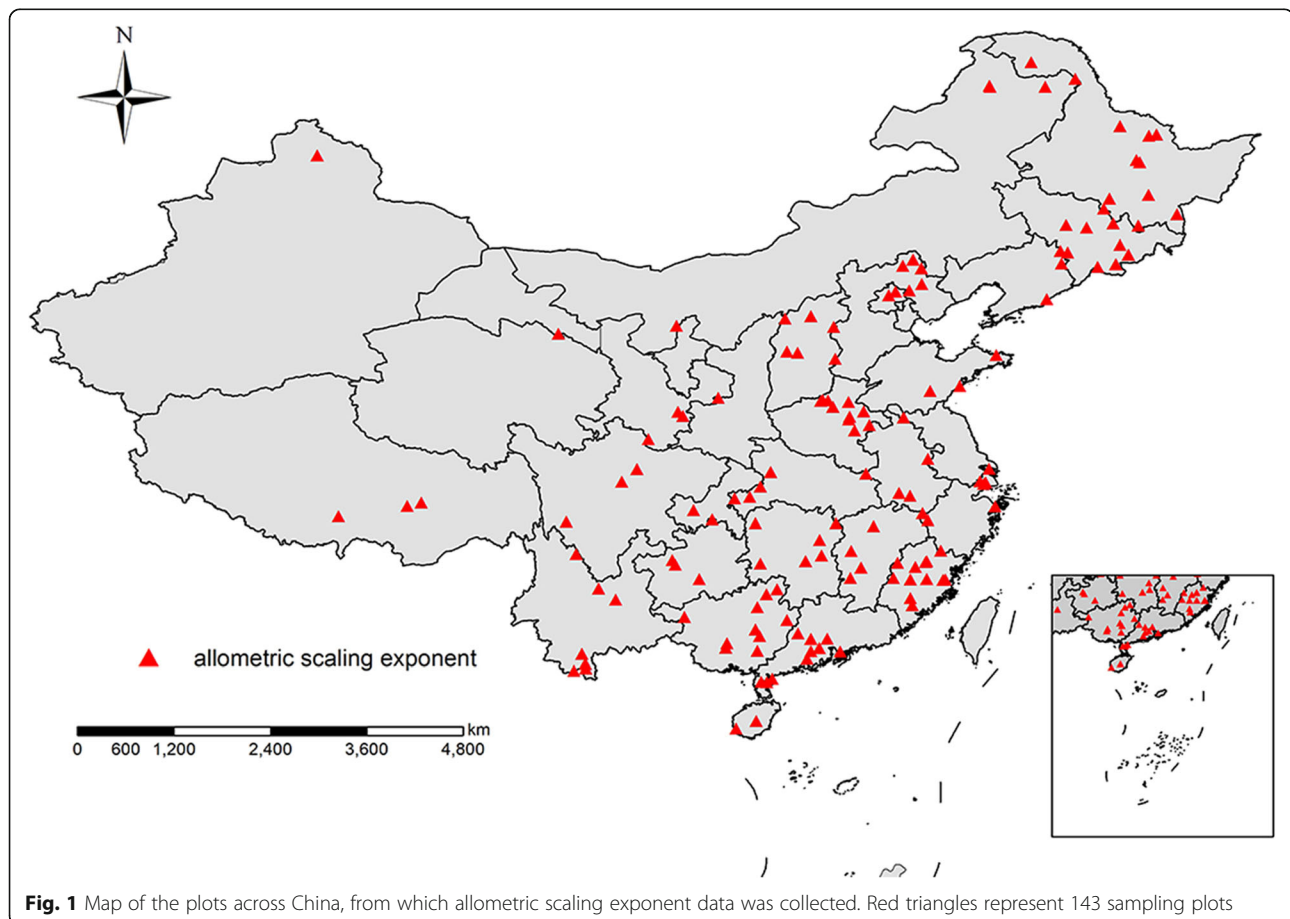 N
allometric scaling exponent
km
0 600 1,200 2,400 3,600 4,800
Fig. 1 Map of the plots across China, from which allometric scaling exponent data was collected. Red triangles represent 143 sampling plots